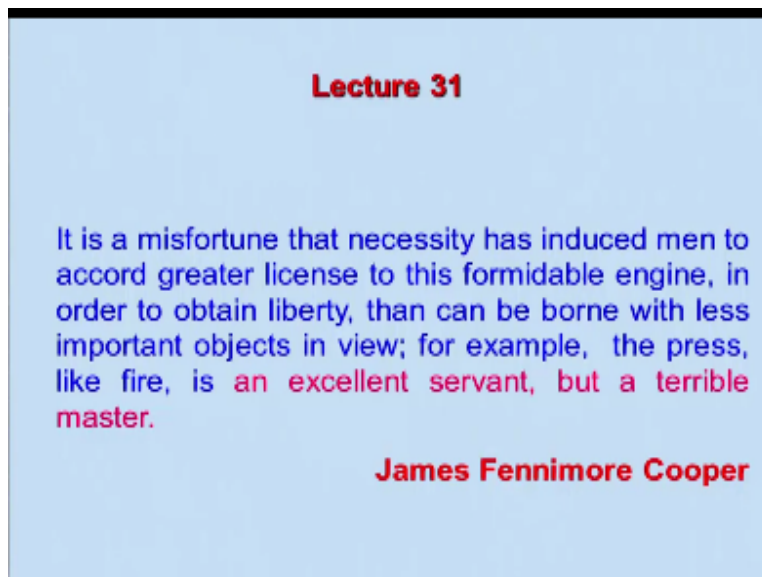 Lecture 31
It is a misfortune that necessity has induced men to
accord greater license to this formidable engine, in
order to obtain liberty, than can be borne with less
important objects in view; for example, the press,
like fire, is an excellent servant, but a terrible
master.
James Fennimore Cooper